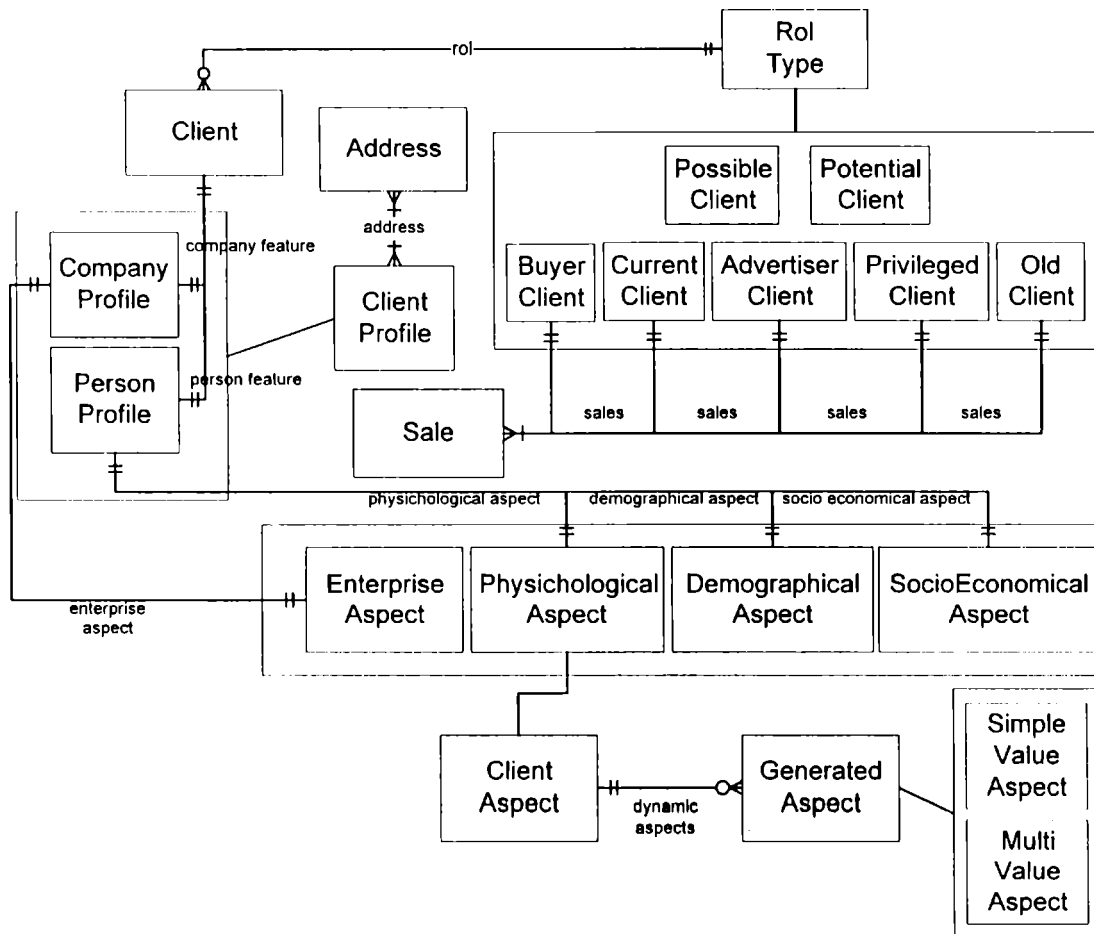 rol
Rol
Type
Client
Address
Possible
Client
Potential
Client
address
company feature
Company
Profile
Client
Profile
Buyer
Client
Current
Client
Advertiser
Client
Privileged
Client
Old
Client
person feature
Person
Profile
Sale
sales
sales
sales
sales
physichological aspect
demographical aspect
socio economical aspect
Enterprise
Aspect
Physichological
Aspect
Demographical
Aspect
SocioEconomical
Aspect
enterprise
aspect
Client
Aspect
dynamic
aspects
Generated
Aspect
Simple
Value
Aspect
Multi
Value
Aspect